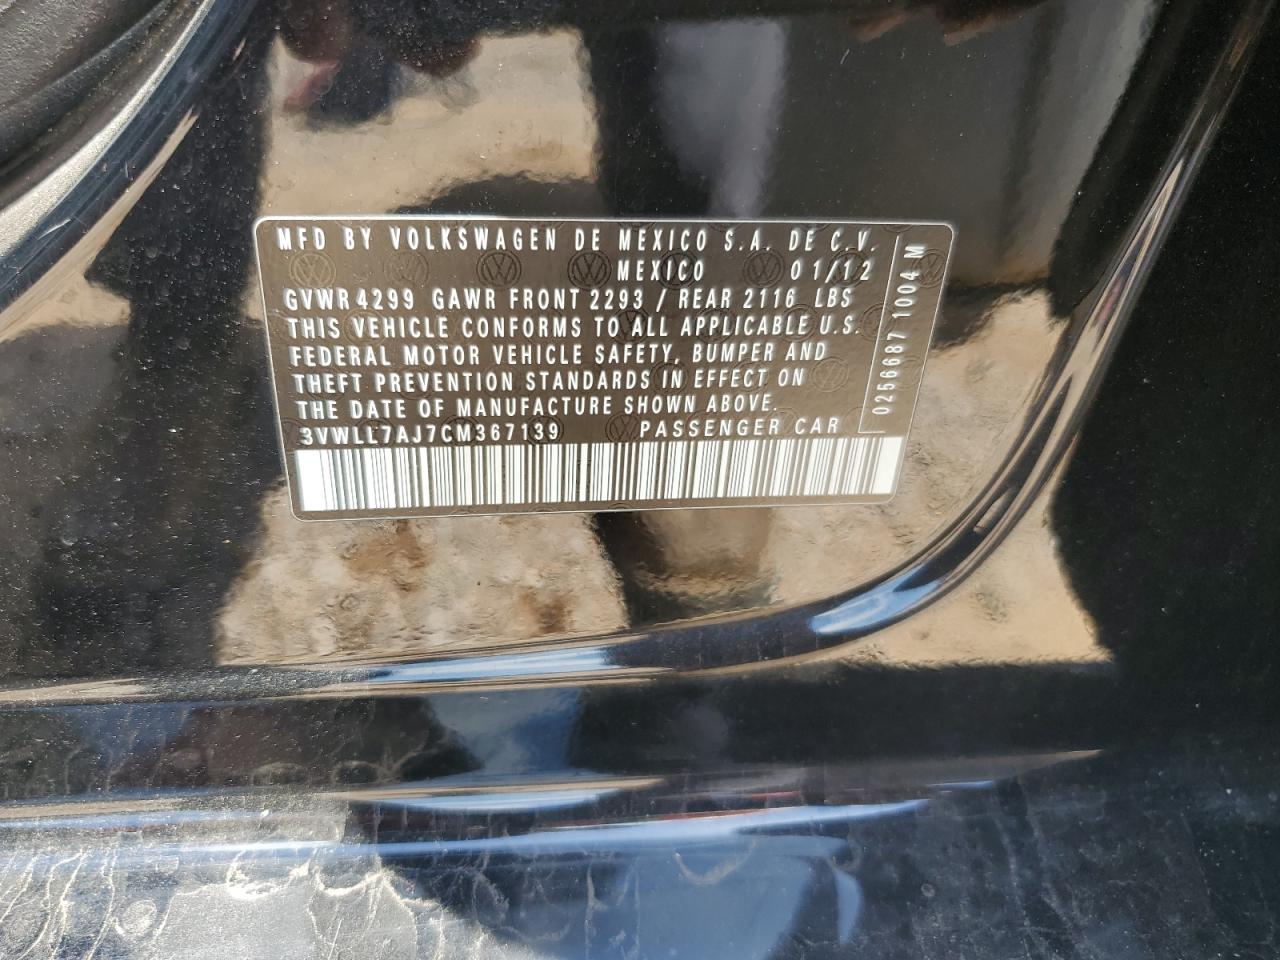 MFD BY VOLKSWAGEN DE MEXICO S.A. DE C.V.
MEXICO 01/12
GVWR 4299 GAWR FRONT 2293 / REAR 2116 LBS
THIS VEHICLE CONFORMS TO ALL APPLICABLE U.S.
FEDERAL MOTOR VEHICLE SAFETY, BUMPER AND
THEFT PREVENTION STANDARDS IN EFFECT ON
THE DATE OF MANUFACTURE SHOWN ABOVE.
3VWLL7AJ7CM367139 PASSENGER CAR
0256687 1004 M